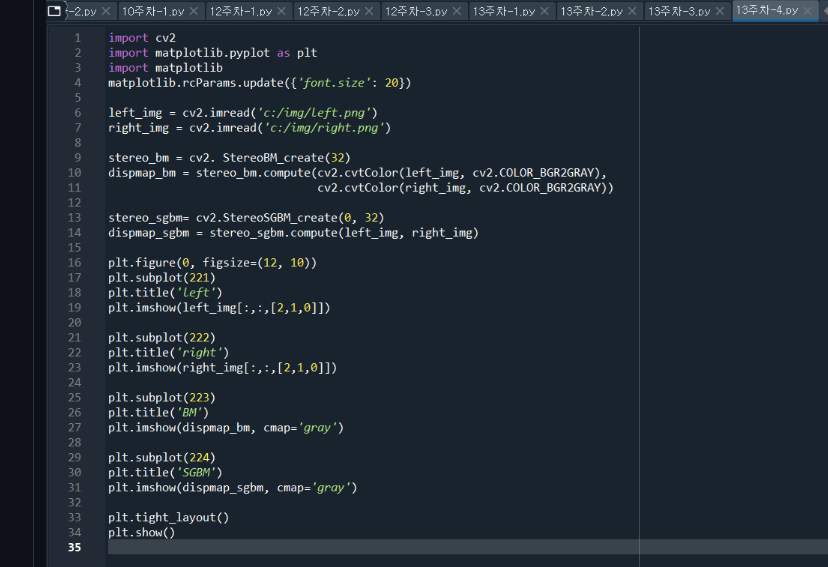 -2.py × 10주차-1.py × 12주차-1.py × 12주차-2.py × 12주차-3.py × 13주차-1.py × 13주차-2.py × 13주차-3.py × 13주차-4.py ×
1 import cv2
2 import matplotlib.pyplot as plt
3 import matplotlib
4 matplotlib.rcParams.update({'font.size': 20})
5
6 left_img = cv2.imread('c:/img/left.png')
7 right_img = cv2.imread('c:/img/right.png')
8
9 stereo_bm = cv2. StereoBM_create(32)
10 dispmap_bm = stereo_bm.compute(cv2.cvtColor(left_img, cv2.COLOR_BGR2GRAY),
11 cv2.cvtColor(right_img, cv2.COLOR_BGR2GRAY))
12
13 stereo_sgbm= cv2.StereoSGBM_create(0, 32)
14 dispmap_sgbm = stereo_sgbm.compute(left_img, right_img)
15
16 plt.figure(0, figsize=(12, 10))
17 plt.subplot(221)
18 plt.title('left')
19 plt.imshow(left_img[:,:,[2,1,0]])
20
21 plt.subplot(222)
22 plt.title('right')
23 plt.imshow(right_img[:,:,[2,1,0]])
24
25 plt.subplot(223)
26 plt.title('BM')
27 plt.imshow(dispmap_bm, cmap='gray')
28
29 plt.subplot(224)
30 plt.title('SGBM')
31 plt.imshow(dispmap_sgbm, cmap='gray')
32
33 plt.tight_layout()
34 plt.show()
35